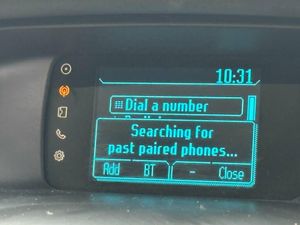 10:31
Dial a number
Searching for
past paired phones...
Add BT - Close